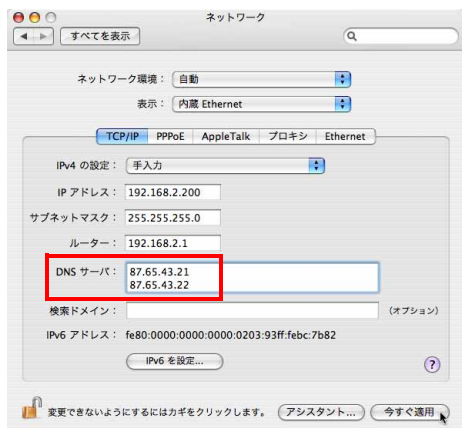 ネットワーク
すべてを表示
ネットワーク環境： 自動
表示： 内蔵 Ethernet
TCP/IP PPPoE AppleTalk プロキシ Ethernet
IPv4 の設定： 手入力
IP アドレス： 192.168.2.200
サブネットマスク： 255.255.255.0
ルーター： 192.168.2.1
DNS サーバ： 87.65.43.21
87.65.43.22
検索ドメイン： (オプション)
IPv6 アドレス： fe80:0000:0000:0000:0203:93ff:febc:7b82
IPv6 を設定... ?
変更できないようにするにはカギをクリックします。 アシスタント... 今すぐ適用